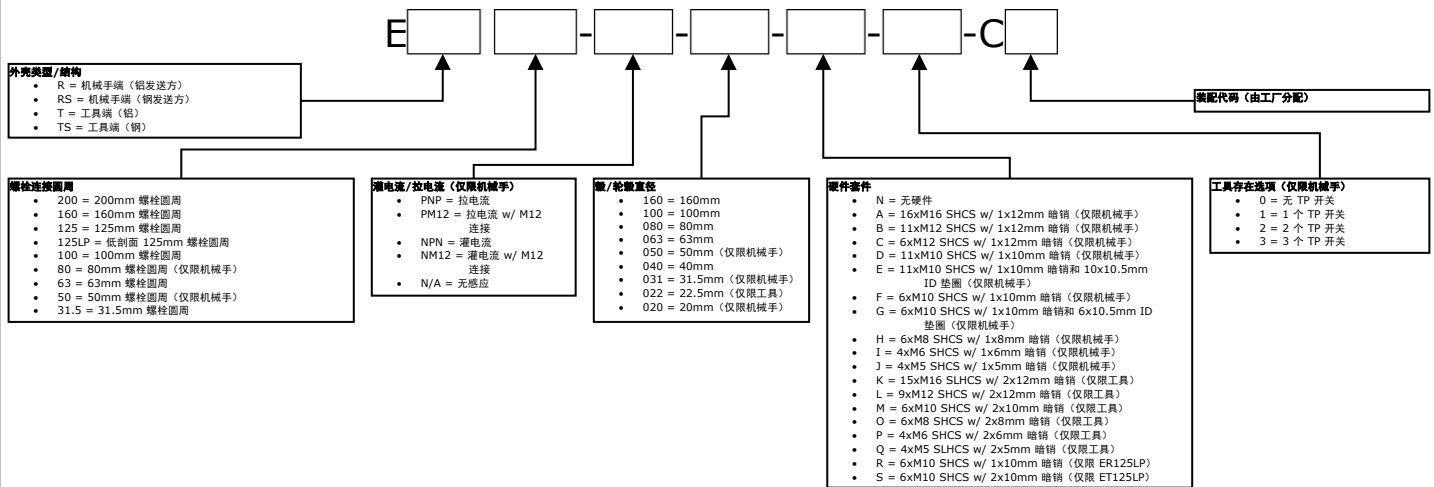 E - - - - -C
外壳类型/结构
• R = 机械手端（铝发送方）
• RS = 机械手端（钢发送方）
• T = 工具端（铝）
• TS = 工具端（钢）
装配代码（由工厂分配）
螺栓连接圆周
• 200 = 200mm 螺栓圆周
• 160 = 160mm 螺栓圆周
• 125 = 125mm 螺栓圆周
• 125LP = 低剖面 125mm 螺栓圆周
• 100 = 100mm 螺栓圆周
• 80 = 80mm 螺栓圆周（仅限机械手）
• 63 = 63mm 螺栓圆周
• 50 = 50mm 螺栓圆周（仅限机械手）
• 31.5 = 31.5mm 螺栓圆周
灌电流/拉电流（仅限机械手）
• PNP = 拉电流
• PM12 = 拉电流 w/ M12
连接
• NPN = 灌电流
• NM12 = 灌电流 w/ M12
连接
• N/A = 无感应
毂/轮毂直径
• 160 = 160mm
• 100 = 100mm
• 080 = 80mm
• 063 = 63mm
• 050 = 50mm（仅限机械手）
• 040 = 40mm
• 031 = 31.5mm（仅限机械手）
• 022 = 22.5mm（仅限工具）
• 020 = 20mm（仅限机械手）
硬件套件
• N = 无硬件
• A = 16xM16 SHCS w/ 1x12mm 暗销（仅限机械手）
• B = 11xM12 SHCS w/ 1x12mm 暗销（仅限机械手）
• C = 6xM12 SHCS w/ 1x12mm 暗销（仅限机械手）
• D = 11xM10 SHCS w/ 1x10mm 暗销（仅限机械手）
• E = 11xM10 SHCS w/ 1x10mm 暗销和 10x10.5mm
ID 垫圈（仅限机械手）
• F = 6xM10 SHCS w/ 1x10mm 暗销（仅限机械手）
• G = 6xM10 SHCS w/ 1x10mm 暗销和 6x10.5mm ID
垫圈（仅限机械手）
• H = 6xM8 SHCS w/ 1x8mm 暗销（仅限机械手）
• I = 4xM6 SHCS w/ 1x6mm 暗销（仅限机械手）
• J = 4xM5 SHCS w/ 1x5mm 暗销（仅限机械手）
• K = 15xM16 SLHCS w/ 2x12mm 暗销（仅限工具）
• L = 9xM12 SHCS w/ 2x12mm 暗销（仅限工具）
• M = 6xM10 SHCS w/ 2x10mm 暗销（仅限工具）
• O = 6xM8 SHCS w/ 2x8mm 暗销（仅限工具）
• P = 4xM6 SHCS w/ 2x6mm 暗销（仅限工具）
• Q = 4xM5 SLHCS w/ 2x5mm 暗销（仅限工具）
• R = 6xM10 SHCS w/ 1x10mm 暗销（仅限 ER125LP）
• S = 6xM10 SHCS w/ 2x10mm 暗销（仅限 ET125LP）
工具存在选项（仅限机械手）
• 0 = 无 TP 开关
• 1 = 1 个 TP 开关
• 2 = 2 个 TP 开关
• 3 = 3 个 TP 开关